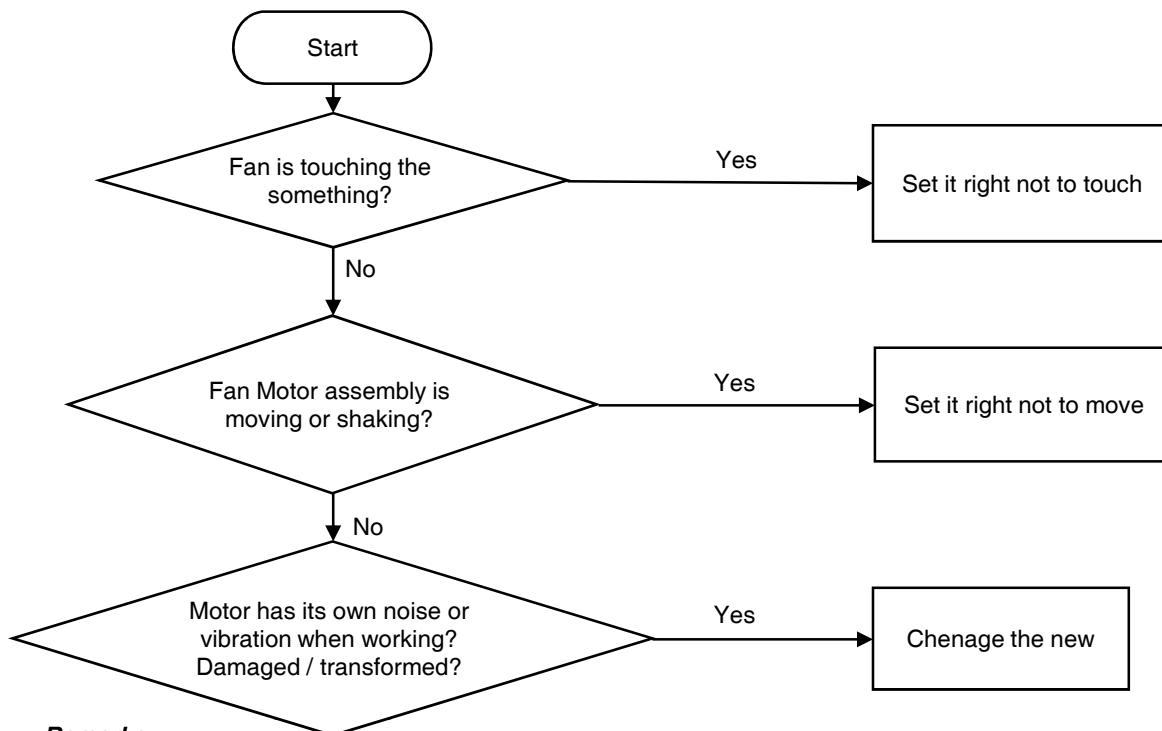 Start
Fan is touching the
something?
Yes
Set it right not to touch
No
Fan Motor assembly is
moving or shaking?
Yes
Set it right not to move
No
Motor has its own noise or
vibration when working?
Damaged / transformed?
Yes
Chenage the new